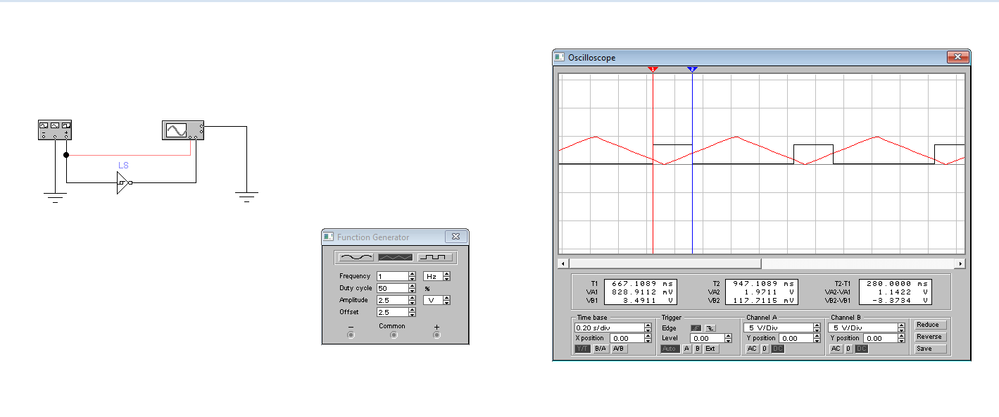 Oscilloscope
1 2
LS
Function Generator
Frequency 1 Hz
Duty cycle 50 %
Amplitude 2.5 V
Offset 2.5
− Common +
T1 667.1089 ms T2 947.1089 ms T2-T1 280.0000 ms
VA1 828.9112 mV VA2 1.9711 V VA2-VA1 1.1422 V
VB1 3.4911 V VB2 117.7115 mV VB2-VB1 -3.3734 V
Time base Trigger Channel A Channel B
0.20 s/div Edge 5 V/Div 5 V/Div Reduce
X position 0.00 Level 0.00 Y position 0.00 Y position 0.00 Reverse
Y/T B/A A/B Auto A B Ext AC 0 DC AC 0 DC Save